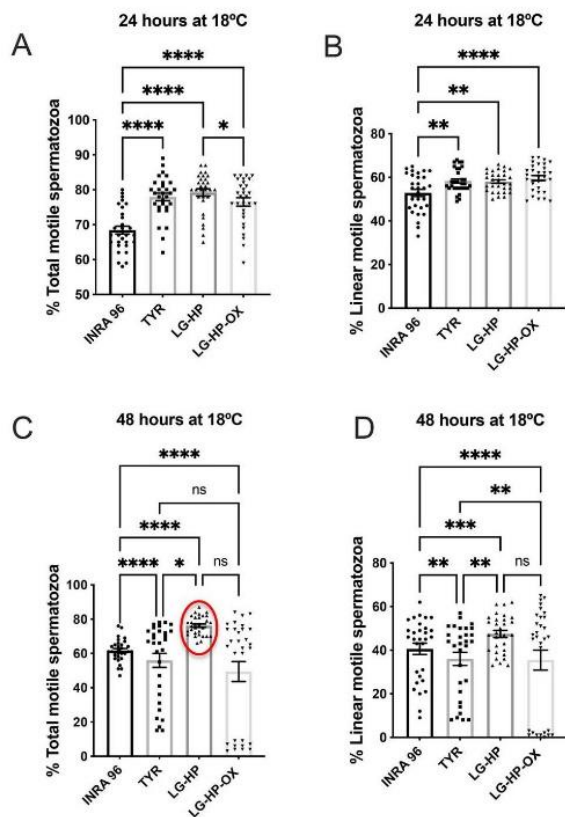 24 hours at 18ºC
A
****
****
****
*
% Total motile spermatozoa
100
90
80
70
60
50
INRA 96
TYR
LG-HP
LG-HP-OX
24 hours at 18ºC
B
****
**
**
% Linear motile spermatozoa
80
60
40
20
0
INRA 96
TYR
LG-HP
LG-HP-OX
48 hours at 18ºC
C
****
ns
****
****
*
ns
% Total motile spermatozoa
100
80
60
40
20
0
INRA 96
TYR
LG-HP
LG-HP-OX
48 hours at 18ºC
D
****
**
***
**
**
ns
% Linear motile spermatozoa
80
60
40
20
0
INRA 96
TYR
LG-HP
LG-HP-OX